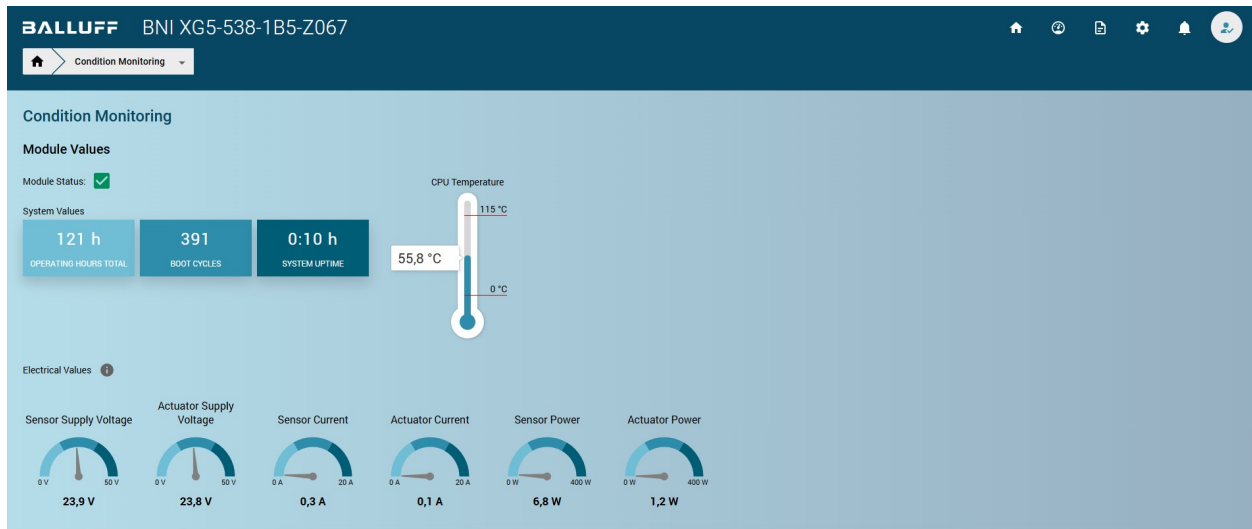 BALLUFF BNI XG5-538-1B5-Z067
Condition Monitoring
Condition Monitoring
Module Values
Module Status:
CPU Temperature
System Values
115 °C
121 h 391 0:10 h
OPERATING HOURS TOTAL BOOT CYCLES SYSTEM UPTIME
55,8 °C
0 °C
Electrical Values
Sensor Supply Voltage
Actuator Supply
Voltage
Sensor Current
Actuator Current
Sensor Power
Actuator Power
0 V 50 V 0 V 50 V 0 A 20 A 0 A 20 A 0 W 400 W 0 W 400 W
23,9 V 23,8 V 0,3 A 0,1 A 6,8 W 1,2 W